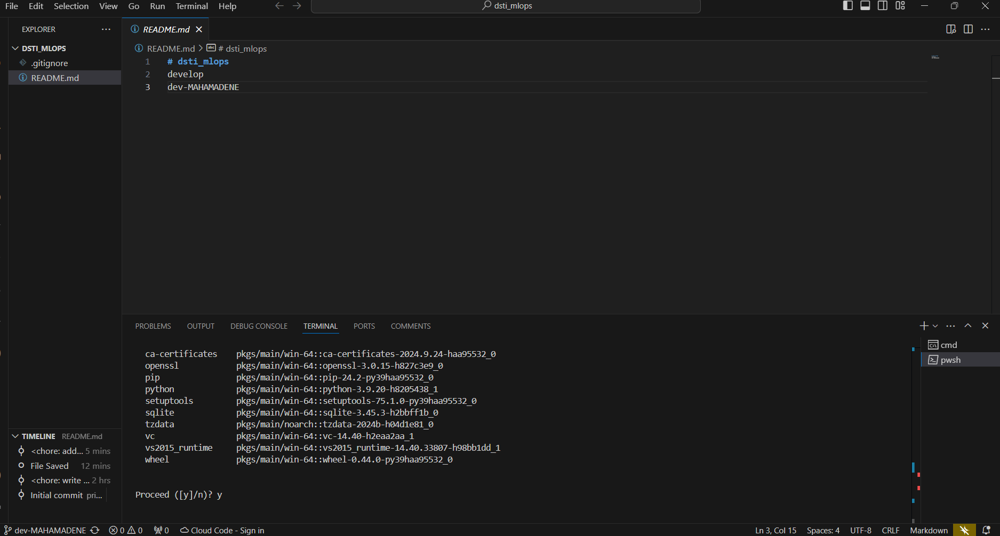 File Edit Selection View Go Run Terminal Help
dsti_mlops
EXPLORER
README.md
DSTI_MLOPS
.gitignore
README.md
README.md > # dsti_mlops
1 # dsti_mlops
2 develop
3 dev-MAHAMADENE
PROBLEMS OUTPUT DEBUG CONSOLE TERMINAL PORTS COMMENTS
cmd
pwsh
ca-certificates pkgs/main/win-64::ca-certificates-2024.9.24-haa95532_0
openssl pkgs/main/win-64::openssl-3.0.15-h827c3e9_0
pip pkgs/main/win-64::pip-24.2-py39haa95532_0
python pkgs/main/win-64::python-3.9.20-h8205438_1
setuptools pkgs/main/win-64::setuptools-75.1.0-py39haa95532_0
sqlite pkgs/main/win-64::sqlite-3.45.3-h2bbff1b_0
tzdata pkgs/main/noarch::tzdata-2024b-h04d1e81_0
vc pkgs/main/win-64::vc-14.40-h2eaa2aa_1
vs2015_runtime pkgs/main/win-64::vs2015_runtime-14.40.33807-h98bb1dd_1
wheel pkgs/main/win-64::wheel-0.44.0-py39haa95532_0
Proceed ([y]/n)? y
TIMELINE README.md
<chore: add... 5 mins
File Saved 12 mins
<chore: write ... 2 hrs
Initial commit pri...
dev-MAHAMADENE 0 0 0 Cloud Code - Sign in Ln 3, Col 15 Spaces: 4 UTF-8 CRLF Markdown